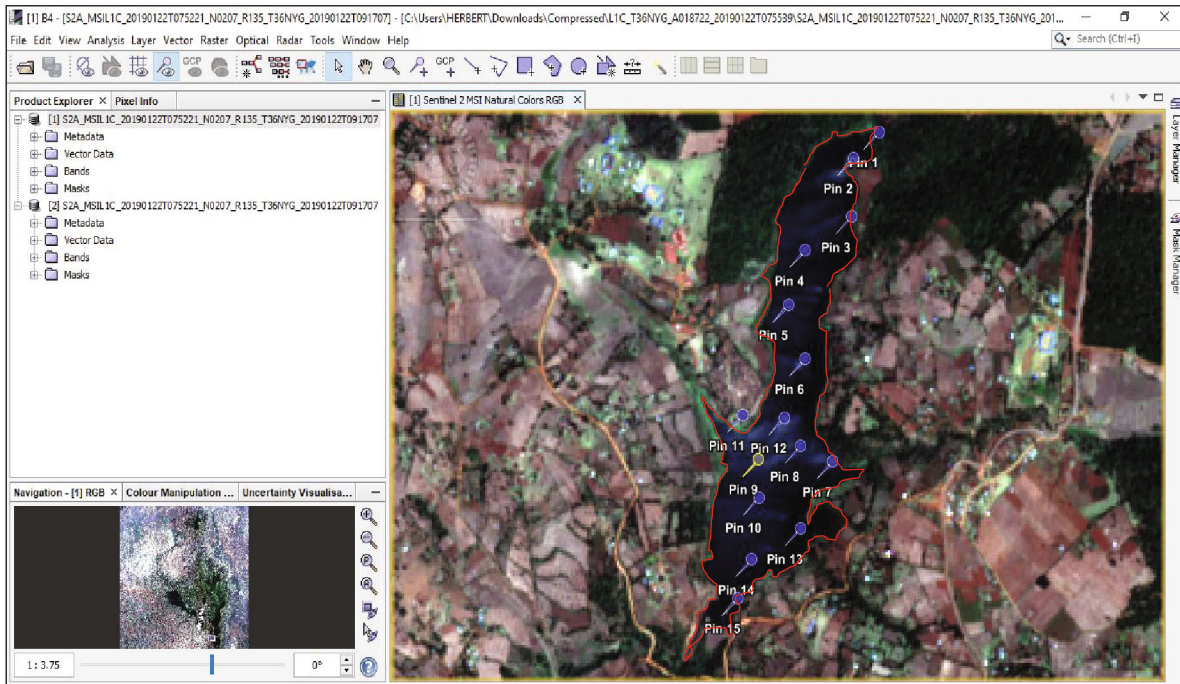 [1] B4 - [S2A_MSIL1C_20190122T075221_N0207_R135_T36NYG_20190122T091707] - [C:\Users\HERBERT\Downloads\Compressed\L1C_T36NYG_A018722_20190122T075539\S2A_MSIL1C_20190122T075221_N0207_R135_T36NYG_201...
File Edit View Analysis Layer Vector Raster Optical Radar Tools Window Help
Search (Ctrl+I)
GCP GCP
Product Explorer Pixel Info
[1] Sentinel 2 MSI Natural Colors RGB
[1] S2A_MSIL1C_20190122T075221_N0207_R135_T36NYG_20190122T091707
Metadata
Vector Data
Bands
Masks
[2] S2A_MSIL1C_20190122T075221_N0207_R135_T36NYG_20190122T091707
Metadata
Vector Data
Bands
Masks
Layer Manager
Mask Manager
Pin 1
Pin 2
Pin 3
Pin 4
Pin 5
Pin 6
Pin 11
Pin 12
Pin 8
Pin 7
Pin 9
Pin 10
Pin 13
Pin 14
Pin 15
Navigation - [1] RGB Colour Manipulation ... Uncertainty Visualisa...
1 : 3.75
0°